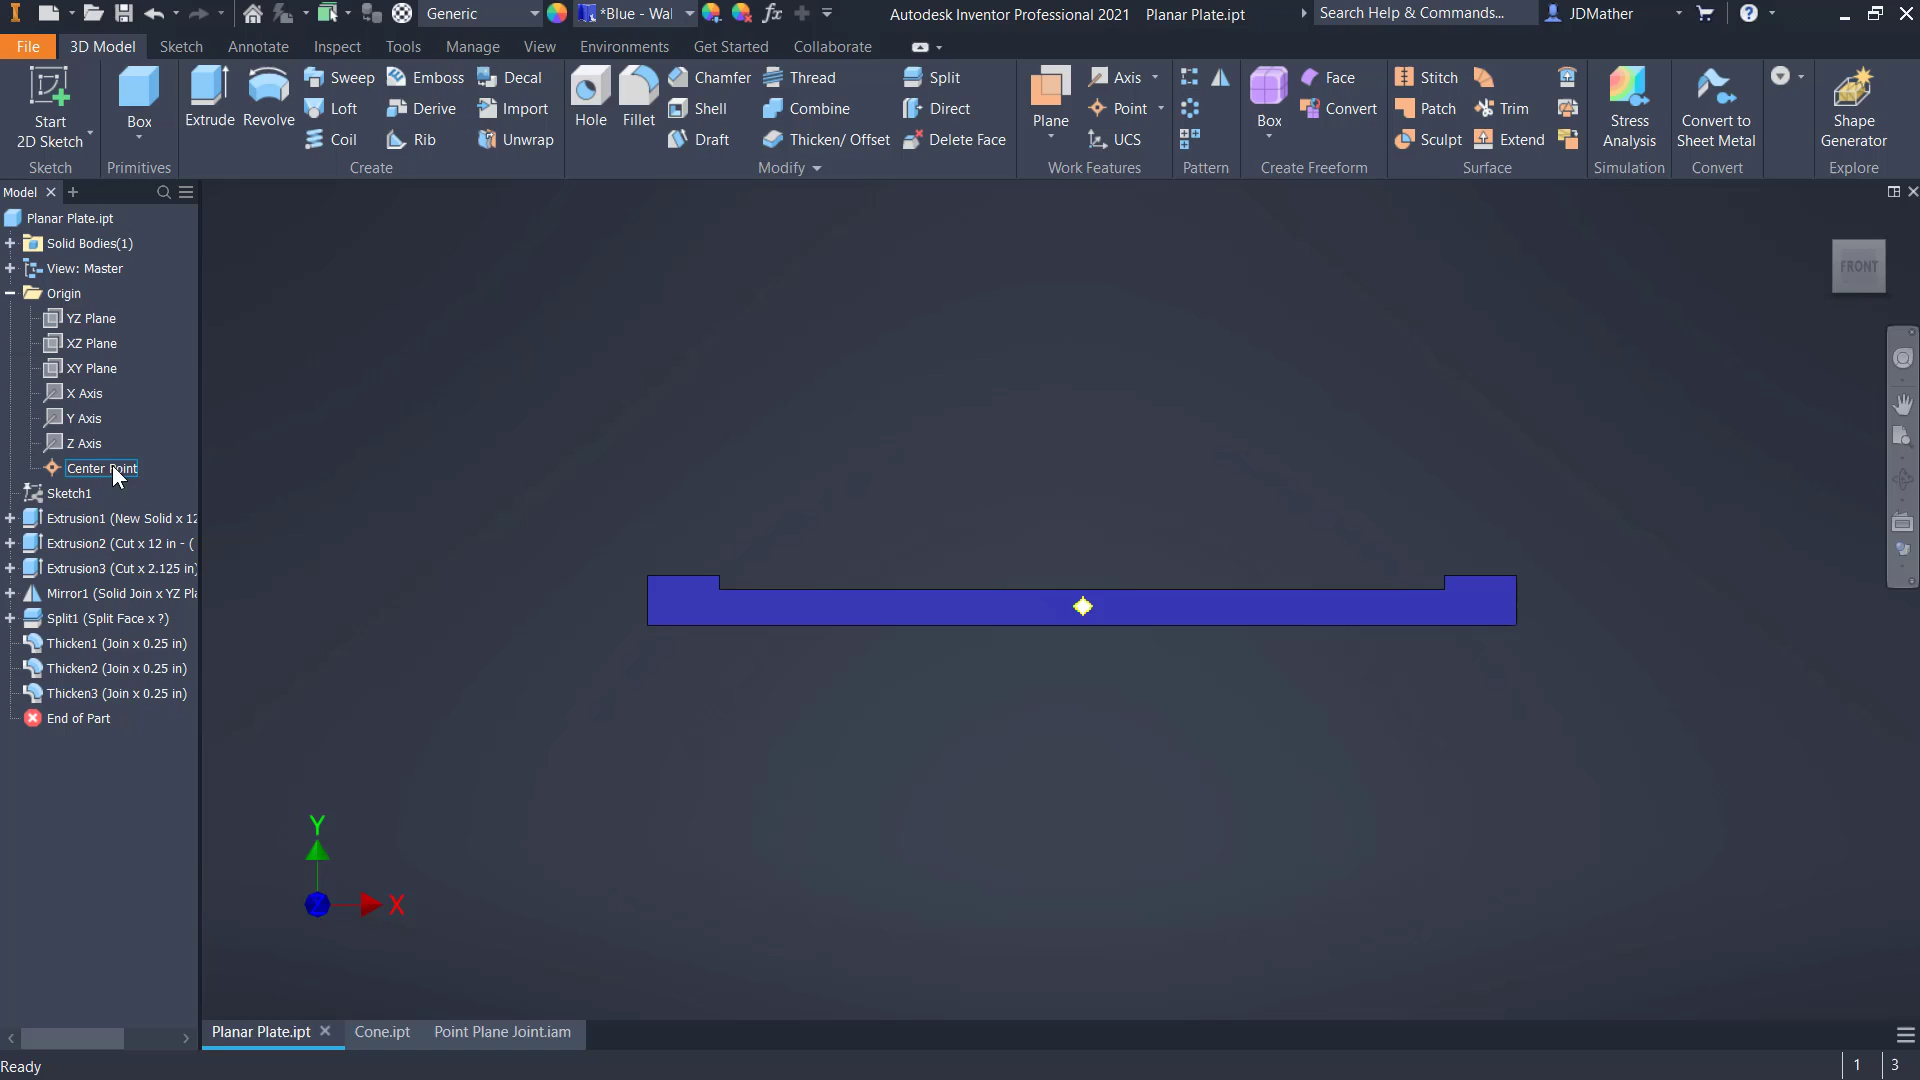 Generic
*Blue - Wal
Autodesk Inventor Professional 2021 Planar Plate.ipt
Search Help & Commands...
JDMather
File 3D Model Sketch Annotate Inspect Tools Manage View Environments Get Started Collaborate
Start
2D Sketch
Sketch
Box
Primitives
Extrude
Revolve
Sweep
Emboss
Decal
Loft
Derive
Import
Coil
Rib
Unwrap
Create
Hole
Fillet
Chamfer
Thread
Split
Shell
Combine
Direct
Draft
Thicken/ Offset
Delete Face
Modify
Plane
Axis
Point
UCS
Work Features
Pattern
Box
Face
Convert
Create Freeform
Stitch
Patch
Trim
Sculpt
Extend
Surface
Stress
Analysis
Simulation
Convert to
Sheet Metal
Convert
Shape
Generator
Explore
Model
Planar Plate.ipt
Solid Bodies(1)
View: Master
Origin
YZ Plane
XZ Plane
XY Plane
X Axis
Y Axis
Z Axis
Center Point
Sketch1
Extrusion1 (New Solid x 12
Extrusion2 (Cut x 12 in - (
Extrusion3 (Cut x 2.125 in)
Mirror1 (Solid Join x YZ Pla
Split1 (Split Face x ?)
Thicken1 (Join x 0.25 in)
Thicken2 (Join x 0.25 in)
Thicken3 (Join x 0.25 in)
End of Part
FRONT
Y
Z
X
Planar Plate.ipt Cone.ipt Point Plane Joint.iam
Ready
1 3